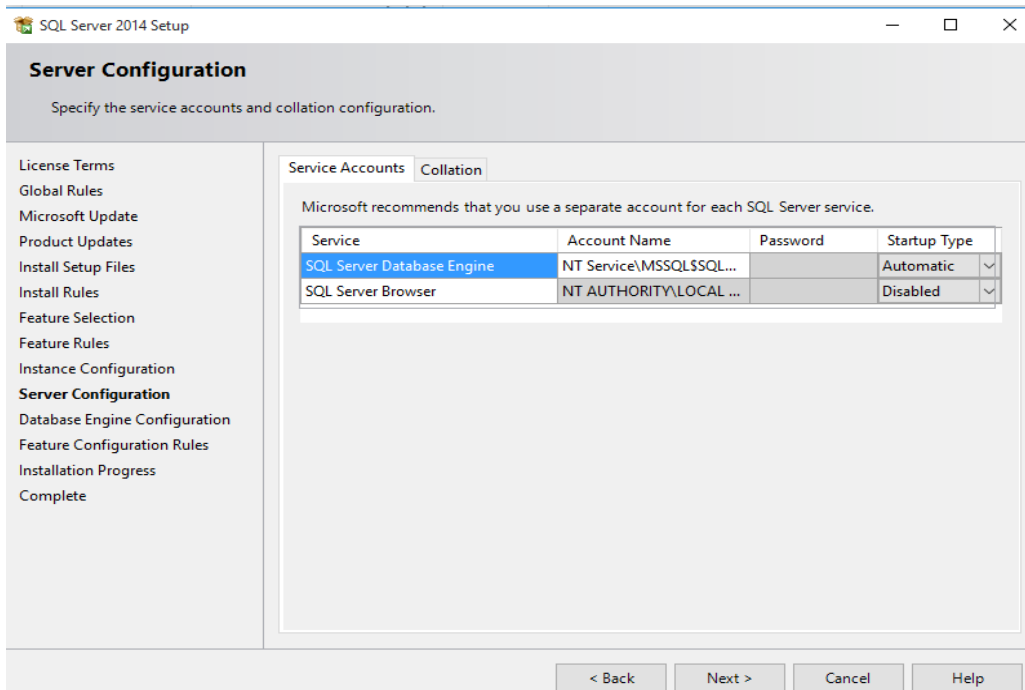 SQL Server 2014 Setup
Server Configuration
Specify the service accounts and collation configuration.
License Terms
Global Rules
Microsoft Update
Product Updates
Install Setup Files
Install Rules
Feature Selection
Feature Rules
Instance Configuration
Server Configuration
Database Engine Configuration
Feature Configuration Rules
Installation Progress
Complete
Service Accounts Collation
Microsoft recommends that you use a separate account for each SQL Server service.
Service Account Name Password Startup Type
SQL Server Database Engine NT Service\MSSQL$SQL... Automatic
SQL Server Browser NT AUTHORITY\LOCAL ... Disabled
< Back Next > Cancel Help